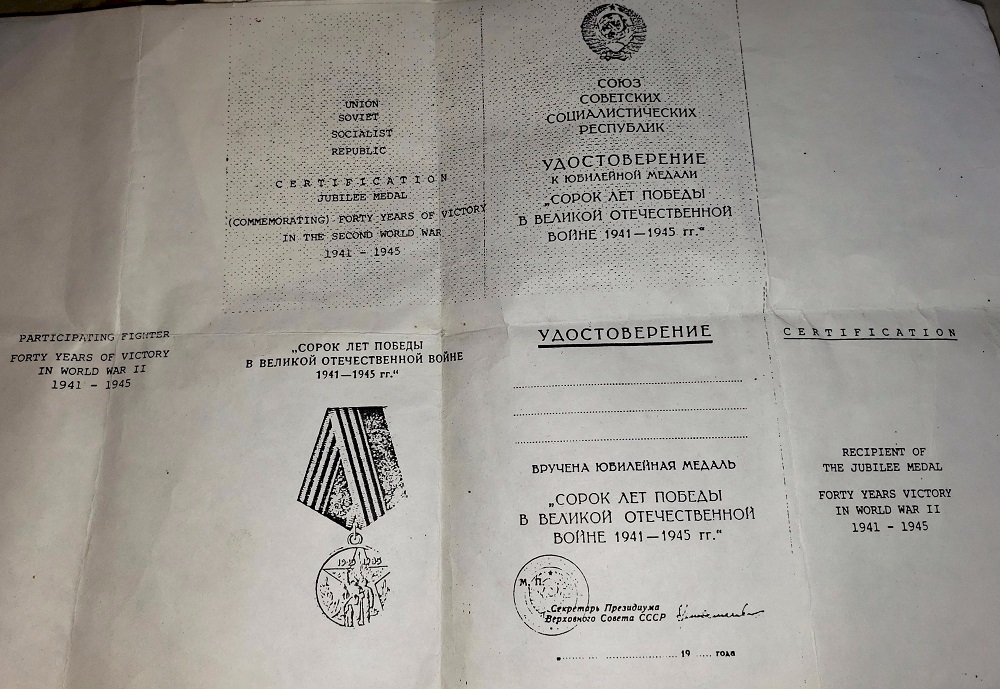 UNION
SOVIET
SOCIALIST
REPUBLIC
CERTIFICATION
JUBILEE MEDAL
(COMMEMORATING) FORTY YEARS OF VICTORY
IN THE SECOND WORLD WAR
1941 - 1945
СОЮЗ
СОВЕТСКИХ
СОЦИАЛИСТИЧЕСКИХ
РЕСПУБЛИК
УДОСТОВЕРЕНИЕ
К ЮБИЛЕЙНОЙ МЕДАЛИ
„СОРОК ЛЕТ ПОБЕДЫ
В ВЕЛИКОЙ ОТЕЧЕСТВЕННОЙ
ВОЙНЕ 1941—1945 гг.“
PARTICIPATING FIGHTER
FORTY YEARS OF VICTORY
IN WORLD WAR II
1941 - 1945
„СОРОК ЛЕТ ПОБЕДЫ
В ВЕЛИКОЙ ОТЕЧЕСТВЕННОЙ ВОЙНЕ
1941—1945 гг.“
УДОСТОВЕРЕНИЕ
ВРУЧЕНА ЮБИЛЕЙНАЯ МЕДАЛЬ
„СОРОК ЛЕТ ПОБЕДЫ
В ВЕЛИКОЙ ОТЕЧЕСТВЕННОЙ
ВОЙНЕ 1941—1945 гг.“
М. П.
Секретарь Президиума
Верховного Совета СССР
19 ..... года
CERTIFICATION
RECIPIENT OF
THE JUBILEE MEDAL
FORTY YEARS VICTORY
IN WORLD WAR II
1941 - 1945